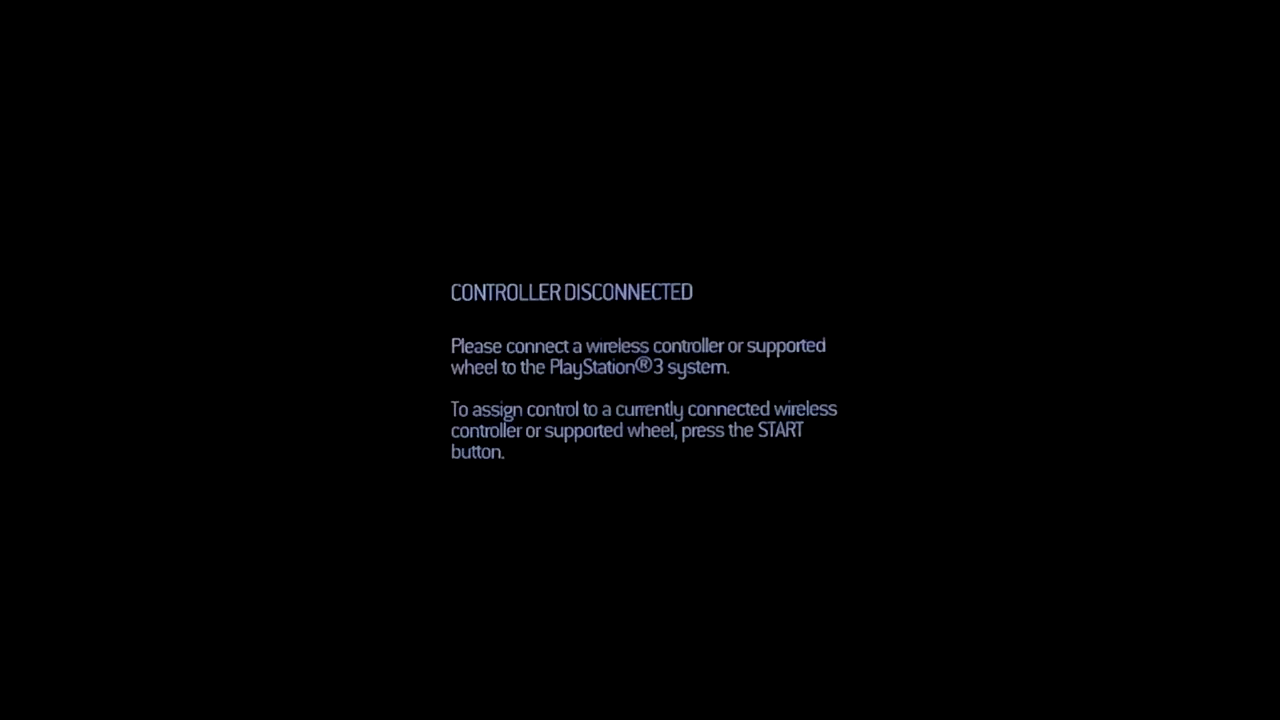 CONTROLLER DISCONNECTED
Please connect a wireless controller or supported
wheel to the PlayStation®3 system.
To assign control to a currently connected wireless
controller or supported wheel, press the START
button.